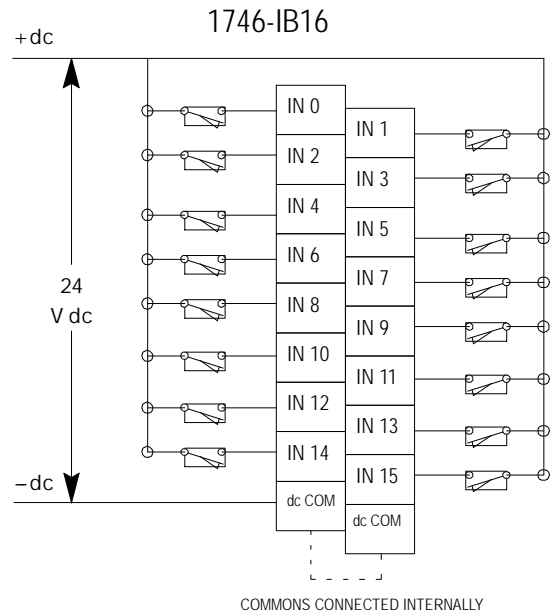 1746-IB16
+dc
IN 0
IN 1
IN 2
IN 3
IN 4
IN 5
IN 6
IN 7
24
V dc
IN 8
IN 9
IN 10
IN 11
IN 12
IN 13
IN 14
IN 15
−dc
dc COM
dc COM
COMMONS CONNECTED INTERNALLY